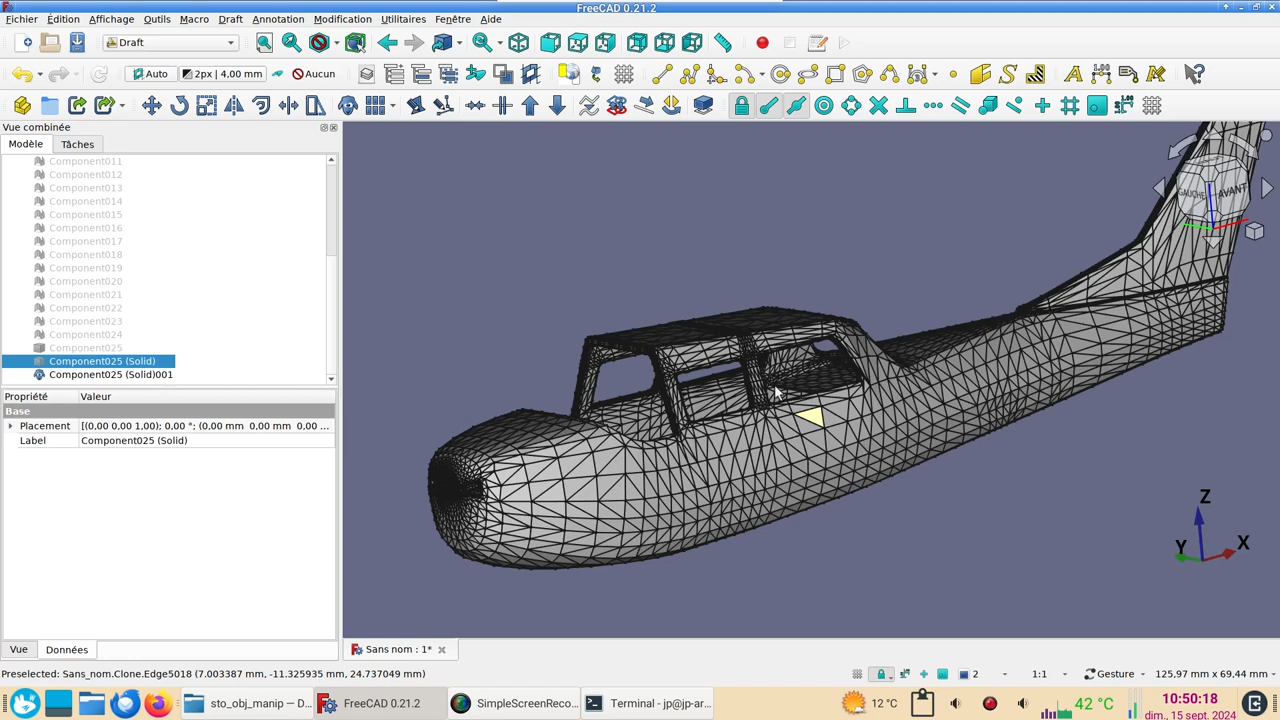 FreeCAD 0.21.2
Fichier Édition Affichage Outils Macro Draft Annotation Modification Utilitaires Fenêtre Aide
Draft
Auto 2px | 4,00 mm Aucun
Vue combinée
Modèle Tâches
Component011
Component012
Component013
Component014
Component015
Component016
Component017
Component018
Component019
Component020
Component021
Component022
Component023
Component024
Component025
Component025 (Solid)
Component025 (Solid)001
Propriété Valeur
Base
Placement [(0,00 0,00 1,00); 0,00 °; (0,00 mm 0,00 mm 0,00 ...
Label Component025 (Solid)
GAUCHE AVANT
Z
Y X
Vue Données
Sans nom : 1*
Preselected: Sans_nom.Clone.Edge5018 (7.003387 mm, -11.325935 mm, 24.737049 mm)
2 1:1 Gesture 125,97 mm x 69,44 mm
sto_obj_manip — D... FreeCAD 0.21.2 SimpleScreenReco... Terminal - jp@jp-ar... 12 °C 42 °C 10:50:18
dim., 15 sept. 2024